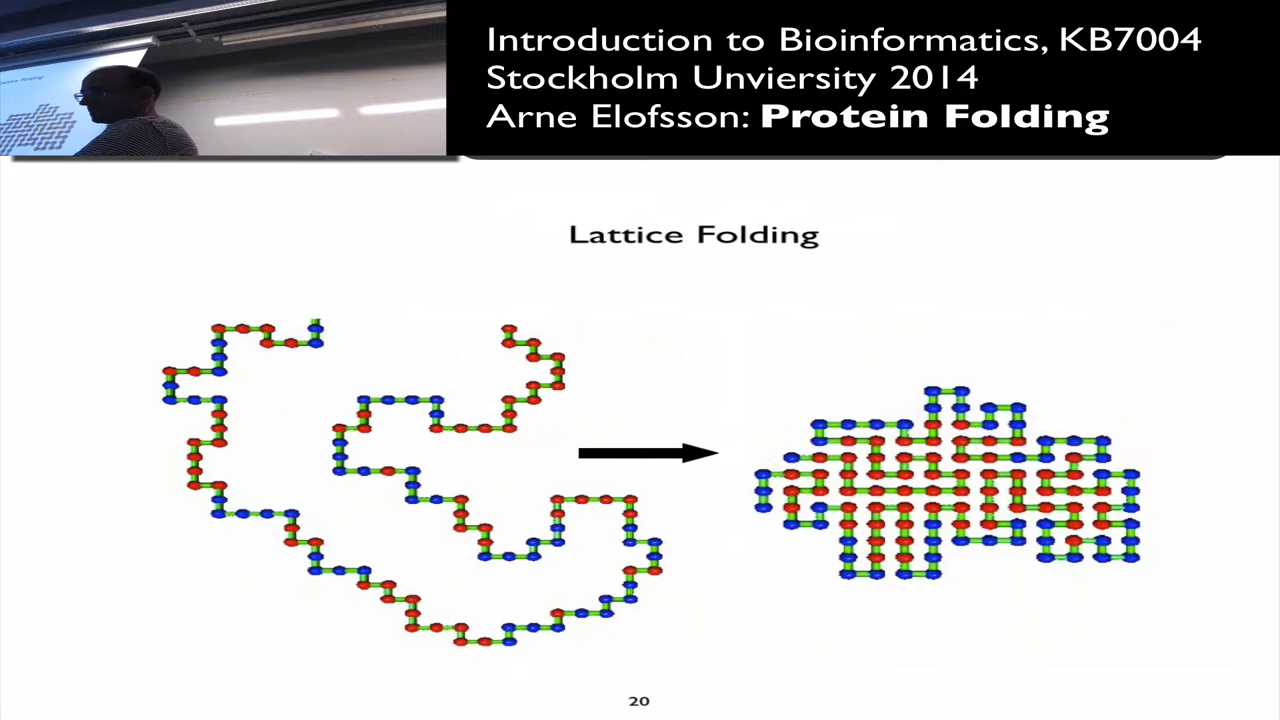 Introduction to Bioinformatics, KB7004
Stockholm Unviersity 2014
Arne Elofsson: Protein Folding
Lattice Folding
20